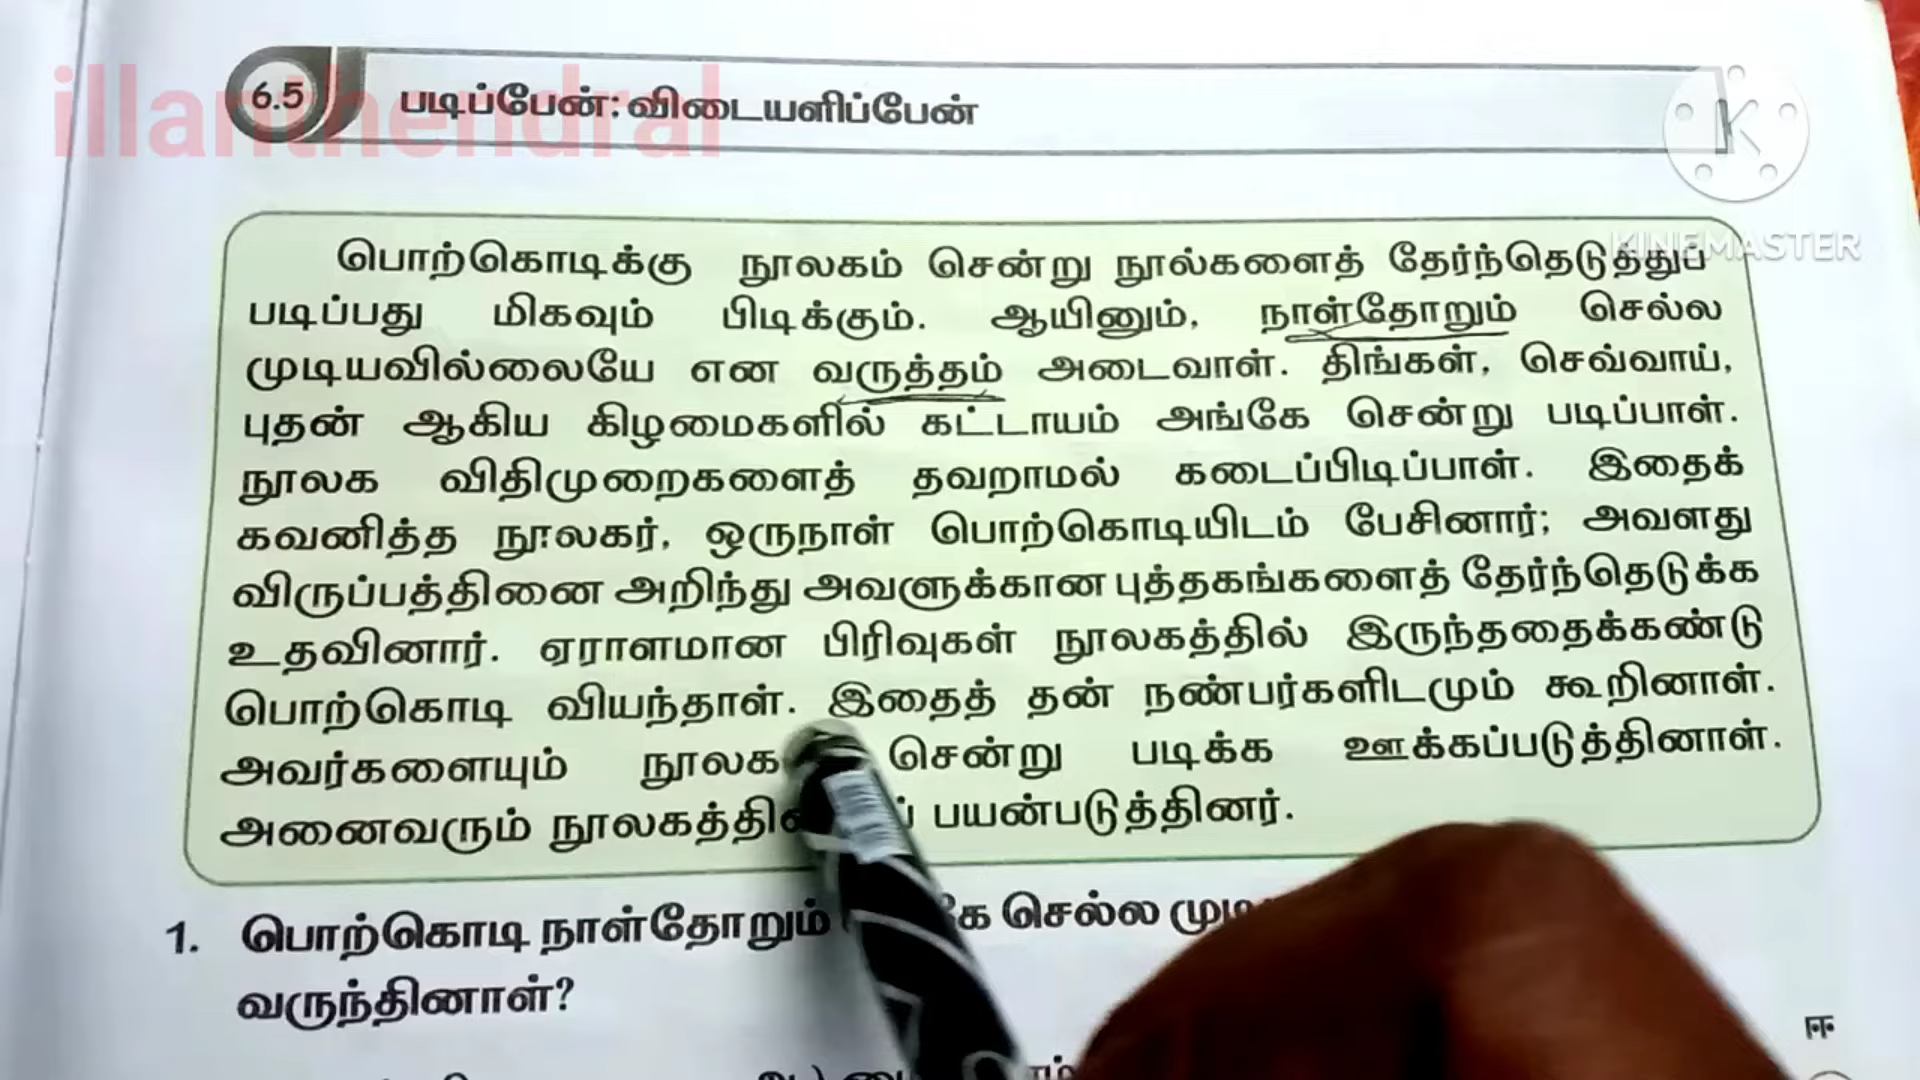 illanthendral
6.5 படிப்பேன்: விடையளிப்பேன்
K
KINEMASTER
பொற்கொடிக்கு நூலகம் சென்று நூல்களைத் தேர்ந்தெடுத்துப்
படிப்பது மிகவும் பிடிக்கும். ஆயினும், நாள்தோறும் செல்ல
முடியவில்லையே என வருத்தம் அடைவாள். திங்கள், செவ்வாய்,
புதன் ஆகிய கிழமைகளில் கட்டாயம் அங்கே சென்று படிப்பாள்.
நூலக விதிமுறைகளைத் தவறாமல் கடைப்பிடிப்பாள். இதைக்
கவனித்த நூலகர், ஒருநாள் பொற்கொடியிடம் பேசினார்; அவளது
விருப்பத்தினை அறிந்து அவளுக்கான புத்தகங்களைத் தேர்ந்தெடுக்க
உதவினார். ஏராளமான பிரிவுகள் நூலகத்தில் இருந்ததைக்கண்டு
பொற்கொடி வியந்தாள். இதைத் தன் நண்பர்களிடமும் கூறினாள்.
அவர்களையும் நூலக சென்று படிக்க ஊக்கப்படுத்தினாள்.
அனைவரும் பயன்படுத்தினர்.
1. பொற்கொடி நாள்தோறும் செல்ல
வருந்தினாள்?